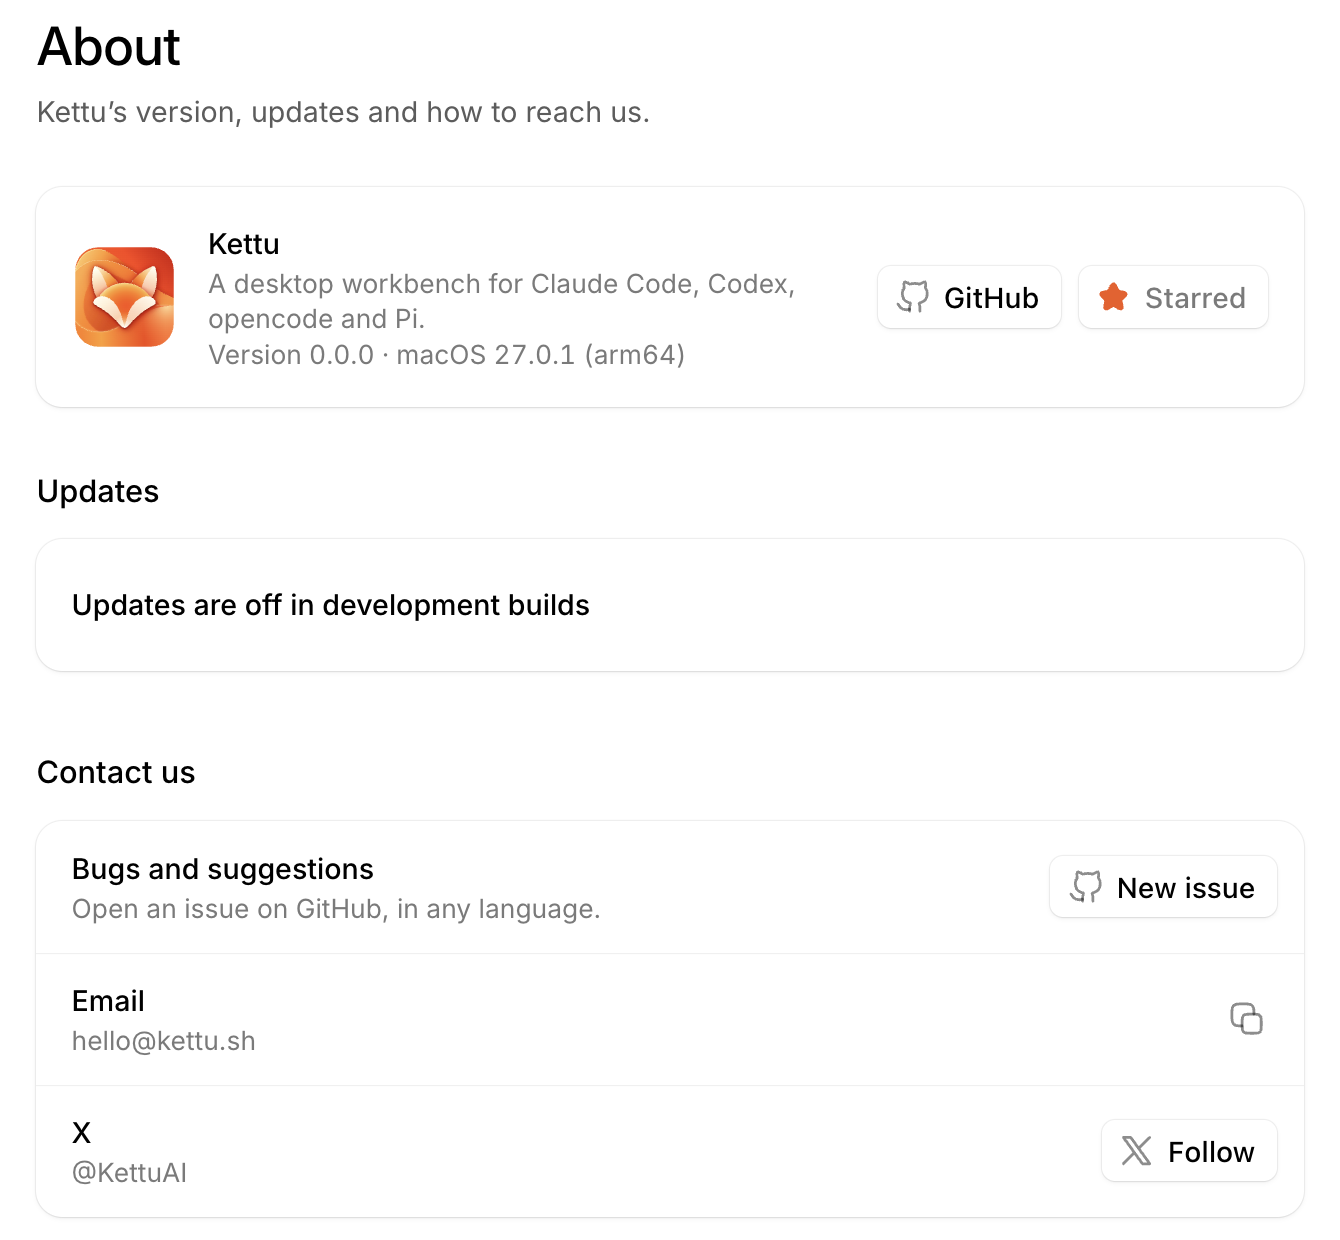 About
Kettu’s version, updates and how to reach us.
Kettu
A desktop workbench for Claude Code, Codex,
opencode and Pi.
Version 0.0.0 · macOS 27.0.1 (arm64)
GitHub
Starred
Updates
Updates are off in development builds
Contact us
Bugs and suggestions
Open an issue on GitHub, in any language.
New issue
Email
hello@kettu.sh
X
@KettuAI
Follow